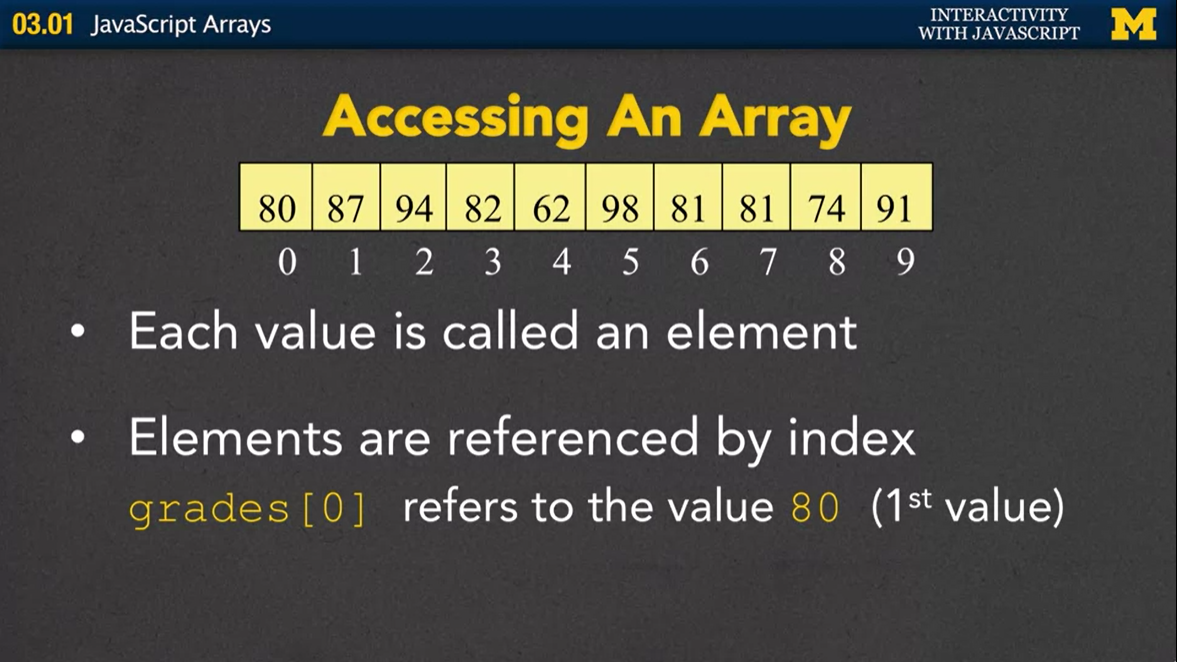 03.01 JavaScript Arrays
INTERACTIVITY
WITH JAVASCRIPT
M
Accessing An Array
80 87 94 82 62 98 81 81 74 91
0 1 2 3 4 5 6 7 8 9
• Each value is called an element
• Elements are referenced by index
grades[0] refers to the value 80 (1st value)